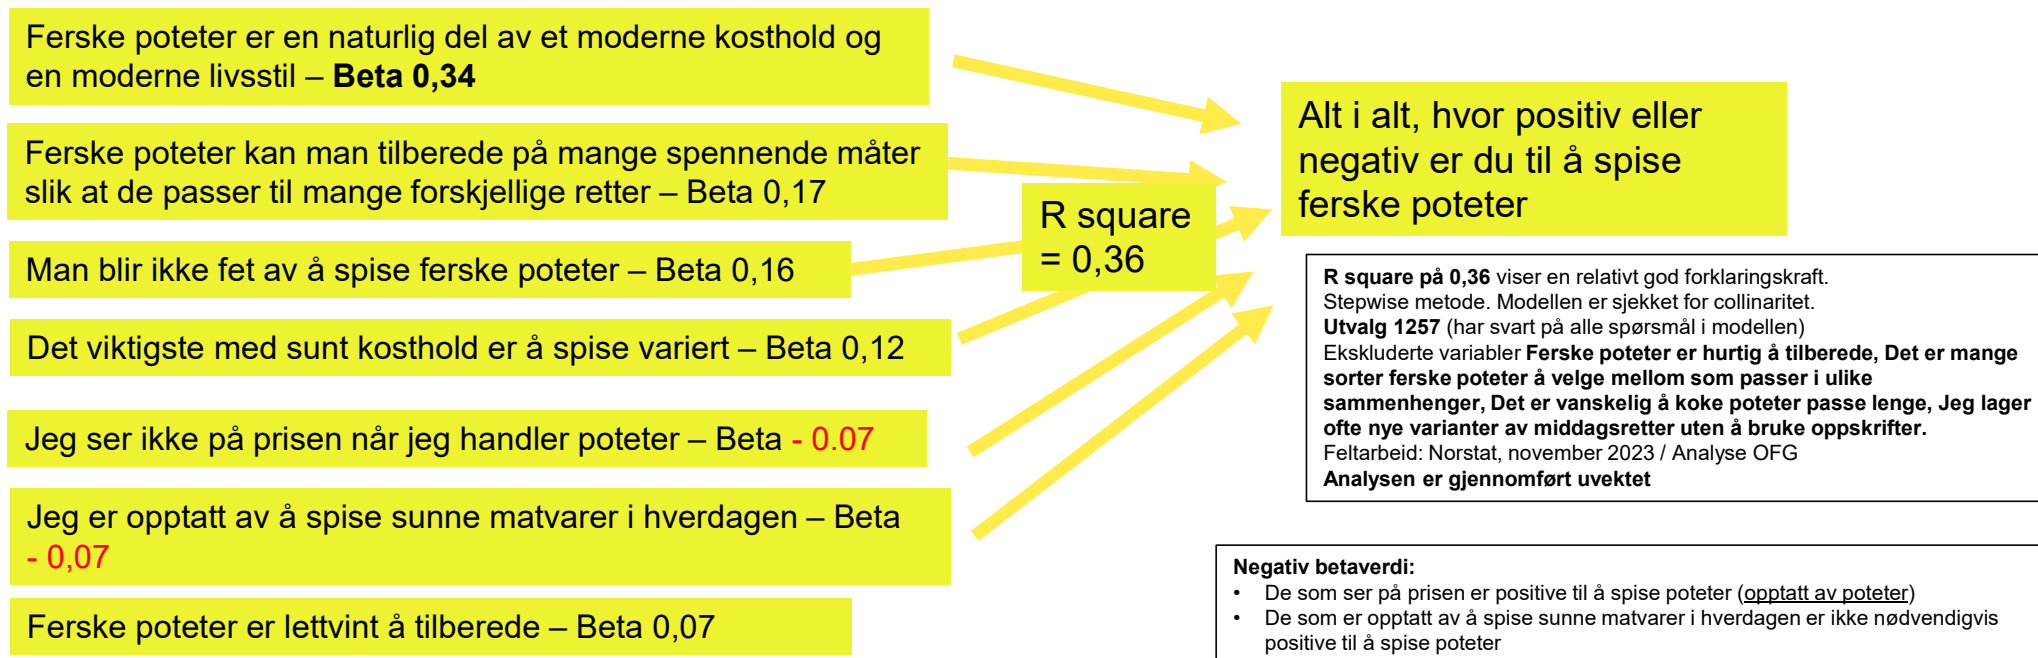 Ferske poteter er en naturlig del av et moderne kosthold og
en moderne livsstil – Beta 0,34
Ferske poteter kan man tilberede på mange spennende måter
slik at de passer til mange forskjellige retter – Beta 0,17
Man blir ikke fet av å spise ferske poteter – Beta 0,16
Det viktigste med sunt kosthold er å spise variert – Beta 0,12
Jeg ser ikke på prisen når jeg handler poteter – Beta - 0.07
Jeg er opptatt av å spise sunne matvarer i hverdagen – Beta
- 0,07
Ferske poteter er lettvint å tilberede – Beta 0,07
R square
= 0,36
Alt i alt, hvor positiv eller
negativ er du til å spise
ferske poteter
R square på 0,36 viser en relativt god forklaringskraft.
Stepwise metode. Modellen er sjekket for collinaritet.
Utvalg 1257 (har svart på alle spørsmål i modellen)
Ekskluderte variabler Ferske poteter er hurtig å tilberede, Det er mange
sorter ferske poteter å velge mellom som passer i ulike
sammenhenger, Det er vanskelig å koke poteter passe lenge, Jeg lager
ofte nye varianter av middagsretter uten å bruke oppskrifter.
Feltarbeid: Norstat, november 2023 / Analyse OFG
Analysen er gjennomført uvektet
Negativ betaverdi:
• De som ser på prisen er positive til å spise poteter (opptatt av poteter)
• De som er opptatt av å spise sunne matvarer i hverdagen er ikke nødvendigvis
positive til å spise poteter